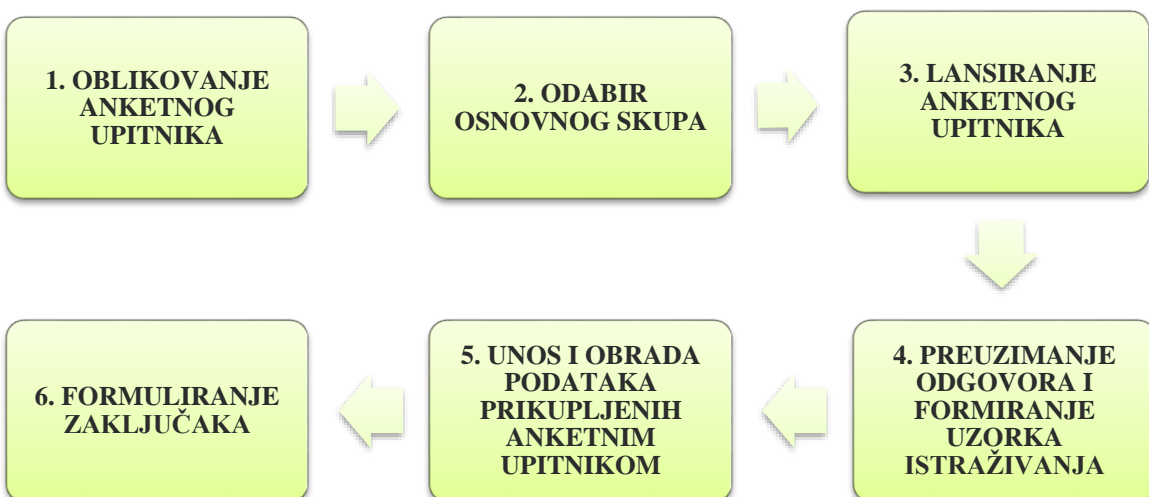 1. OBLIKOVANJE
ANKETNOG
UPITNIKA
2. ODABIR
OSNOVNOG SKUPA
3. LANSIRANJE
ANKETNOG
UPITNIKA
4. PREUZIMANJE
ODGOVORA I
FORMIRANJE
UZORKA
ISTRAŽIVANJA
5. UNOS I OBRADA
PODATAKA
PRIKUPLJENIH
ANKETNIM
UPITNIKOM
6. FORMULIRANJE
ZAKLJUČAKA